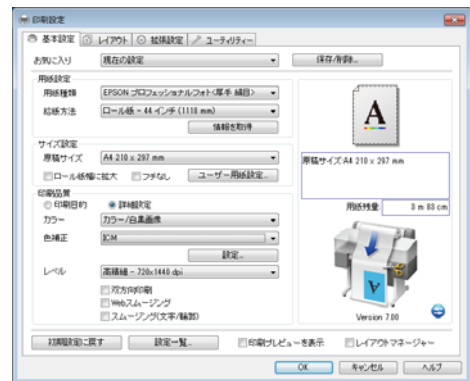 印刷設定
基本設定 レイアウト 拡張設定 ユーティリティー
お気に入り 現在の設定 保存/削除...
用紙設定
用紙種類 EPSON プロフェッショナルフォト<厚手 絹目>
給紙方法 ロール紙 - 44 インチ (1118 mm)
情報を取得
サイズ設定
原稿サイズ A4 210 x 297 mm
ロール紙幅に拡大 フチなし ユーザー用紙設定...
印刷品質
印刷目的 詳細設定
カラー カラー/白黒画像
色補正 ICM
設定...
レベル 高精細 - 720x1440 dpi
双方向印刷
Webスムージング
スムージング(文字/輪郭)
A
原稿サイズ:A4 210 x 297 mm
用紙残量 3 m 83 cm
A
Version 7.00
初期設定に戻す 設定一覧... 印刷プレビューを表示 レイアウトマネージャー
OK キャンセル ヘルプ